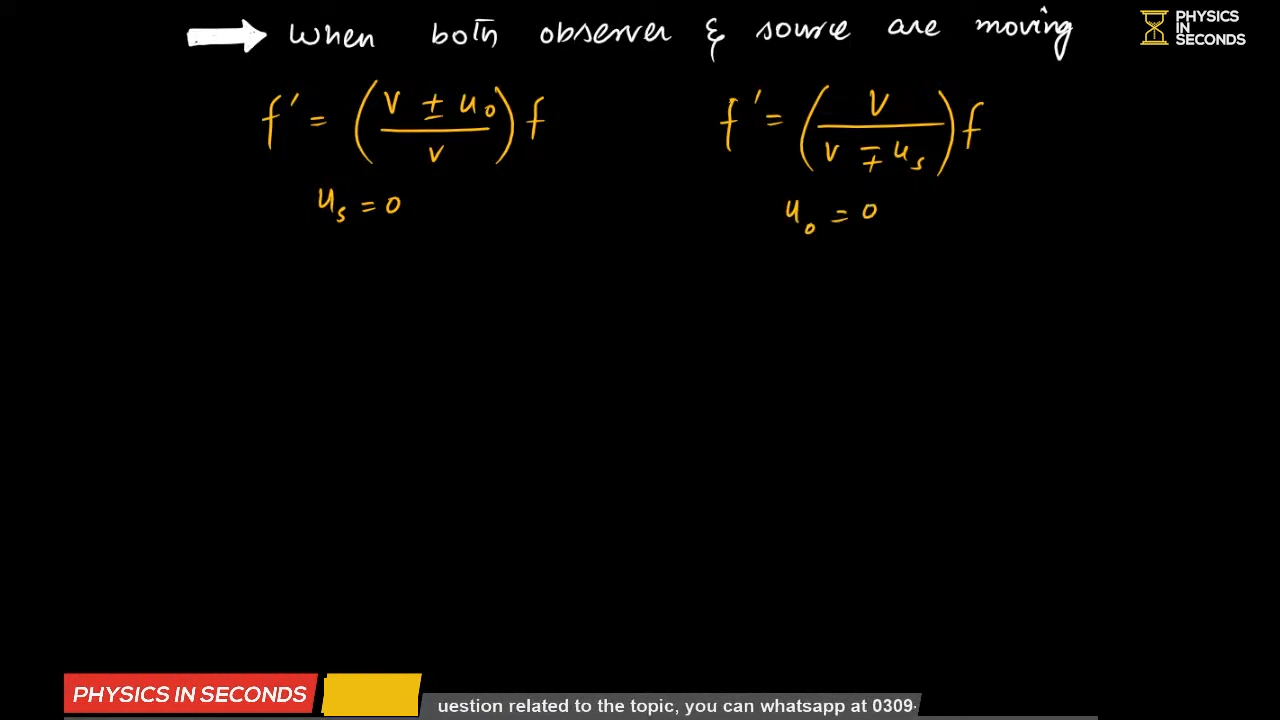 When both observer & source are moving
PHYSICS
IN
SECONDS
f' = (v ± u₀ / v) f
f' = (v / v ∓ uₛ) f
uₛ = 0
u₀ = 0
PHYSICS IN SECONDS
uestion related to the topic, you can whatsapp at 0309-